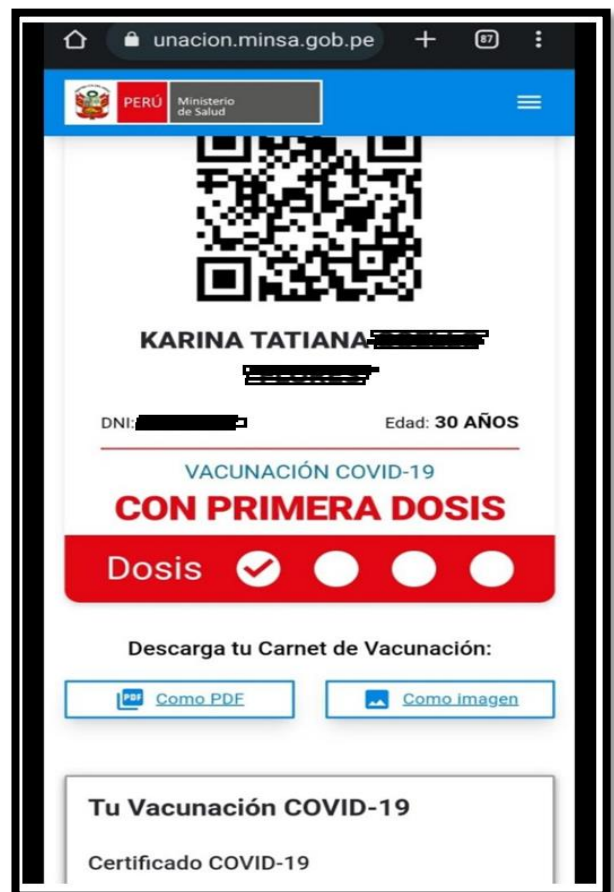 unacion.minsa.gob.pe + 87
PERÚ Ministerio de Salud
KARINA TATIANA
DNI: Edad: 30 AÑOS
VACUNACIÓN COVID-19
CON PRIMERA DOSIS
Dosis
Descarga tu Carnet de Vacunación:
PDF Como PDF Como imagen
Tu Vacunación COVID-19
Certificado COVID-19